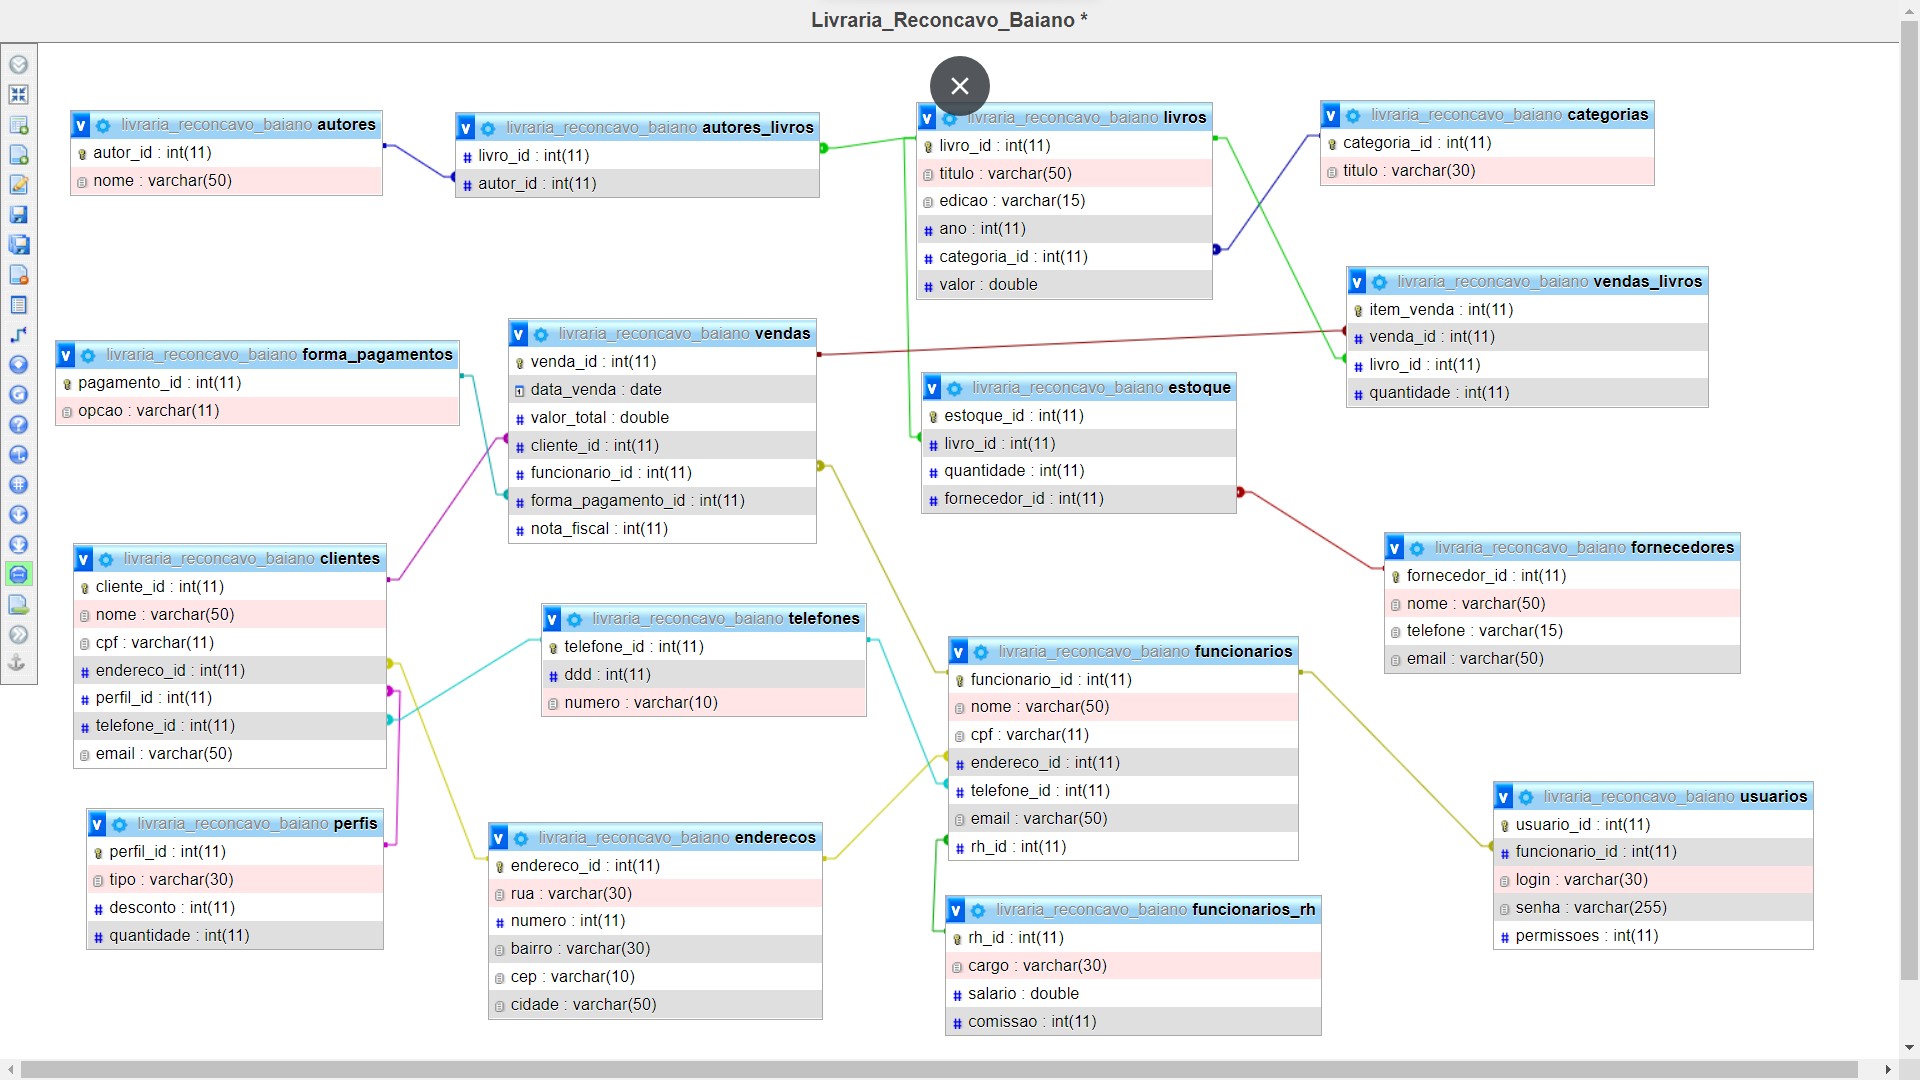 Livraria_Reconcavo_Baiano *
livraria_reconcavo_baiano autores
autor_id : int(11)
nome : varchar(50)
livraria_reconcavo_baiano autores_livros
livro_id : int(11)
autor_id : int(11)
livraria_reconcavo_baiano livros
livro_id : int(11)
titulo : varchar(50)
edicao : varchar(15)
ano : int(11)
categoria_id : int(11)
valor : double
livraria_reconcavo_baiano categorias
categoria_id : int(11)
titulo : varchar(30)
livraria_reconcavo_baiano vendas_livros
item_venda : int(11)
venda_id : int(11)
livro_id : int(11)
quantidade : int(11)
livraria_reconcavo_baiano forma_pagamentos
pagamento_id : int(11)
opcao : varchar(11)
livraria_reconcavo_baiano vendas
venda_id : int(11)
data_venda : date
valor_total : double
cliente_id : int(11)
funcionario_id : int(11)
forma_pagamento_id : int(11)
nota_fiscal : int(11)
livraria_reconcavo_baiano estoque
estoque_id : int(11)
livro_id : int(11)
quantidade : int(11)
fornecedor_id : int(11)
livraria_reconcavo_baiano fornecedores
fornecedor_id : int(11)
nome : varchar(50)
telefone : varchar(15)
email : varchar(50)
livraria_reconcavo_baiano clientes
cliente_id : int(11)
nome : varchar(50)
cpf : varchar(11)
endereco_id : int(11)
perfil_id : int(11)
telefone_id : int(11)
email : varchar(50)
livraria_reconcavo_baiano telefones
telefone_id : int(11)
ddd : int(11)
numero : varchar(10)
livraria_reconcavo_baiano funcionarios
funcionario_id : int(11)
nome : varchar(50)
cpf : varchar(11)
endereco_id : int(11)
telefone_id : int(11)
email : varchar(50)
rh_id : int(11)
livraria_reconcavo_baiano usuarios
usuario_id : int(11)
funcionario_id : int(11)
login : varchar(30)
senha : varchar(255)
permissoes : int(11)
livraria_reconcavo_baiano perfis
perfil_id : int(11)
tipo : varchar(30)
desconto : int(11)
quantidade : int(11)
livraria_reconcavo_baiano enderecos
endereco_id : int(11)
rua : varchar(30)
numero : int(11)
bairro : varchar(30)
cep : varchar(10)
cidade : varchar(50)
livraria_reconcavo_baiano funcionarios_rh
rh_id : int(11)
cargo : varchar(30)
salario : double
comissao : int(11)